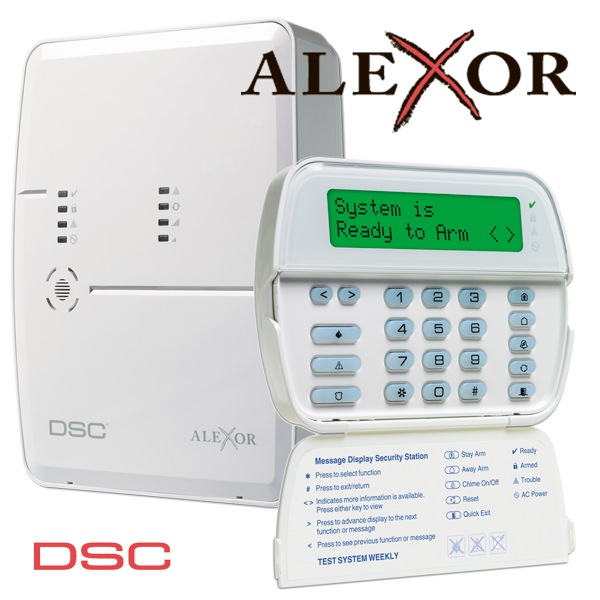 ALEXOR
System is
Ready to Arm < >
< > 1 2 3
4 5 6
7 8 9
* 0 #
DSC
ALEXOR
Message Display Security Station
* Press to select function
# Press to exit/return
< > Indicates more information is available.
Press either key to view
> Press to advance display to the next
function or message
< Press to see previous function or message
TEST SYSTEM WEEKLY
Stay Arm
Away Arm
Chime On/Off
Reset
Quick Exit
✓ Ready
Armed
Trouble
AC Power
DSC